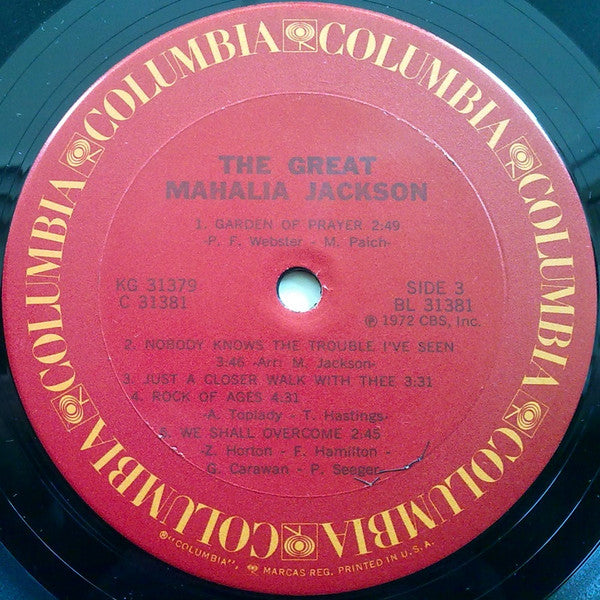 COLUMBIA COLUMBIA COLUMBIA COLUMBIA COLUMBIA COLUMBIA
THE GREAT
MAHALIA JACKSON
1. GARDEN OF PRAYER 2:49
-P. F. Webster - M. Paich-
KG 31379
C 31381
SIDE 3
BL 31381
℗ 1972 CBS, Inc.
2. NOBODY KNOWS THE TROUBLE I'VE SEEN
3:46 -Arr: M. Jackson-
3. JUST A CLOSER WALK WITH THEE 3:31
4. ROCK OF AGES 4:31
-A. Toplady - T. Hastings-
5. WE SHALL OVERCOME 2:45
-Z. Horton - F. Hamilton -
G. Carawan - P. Seeger-
® "COLUMBIA", MARCAS REG. PRINTED IN U.S.A.